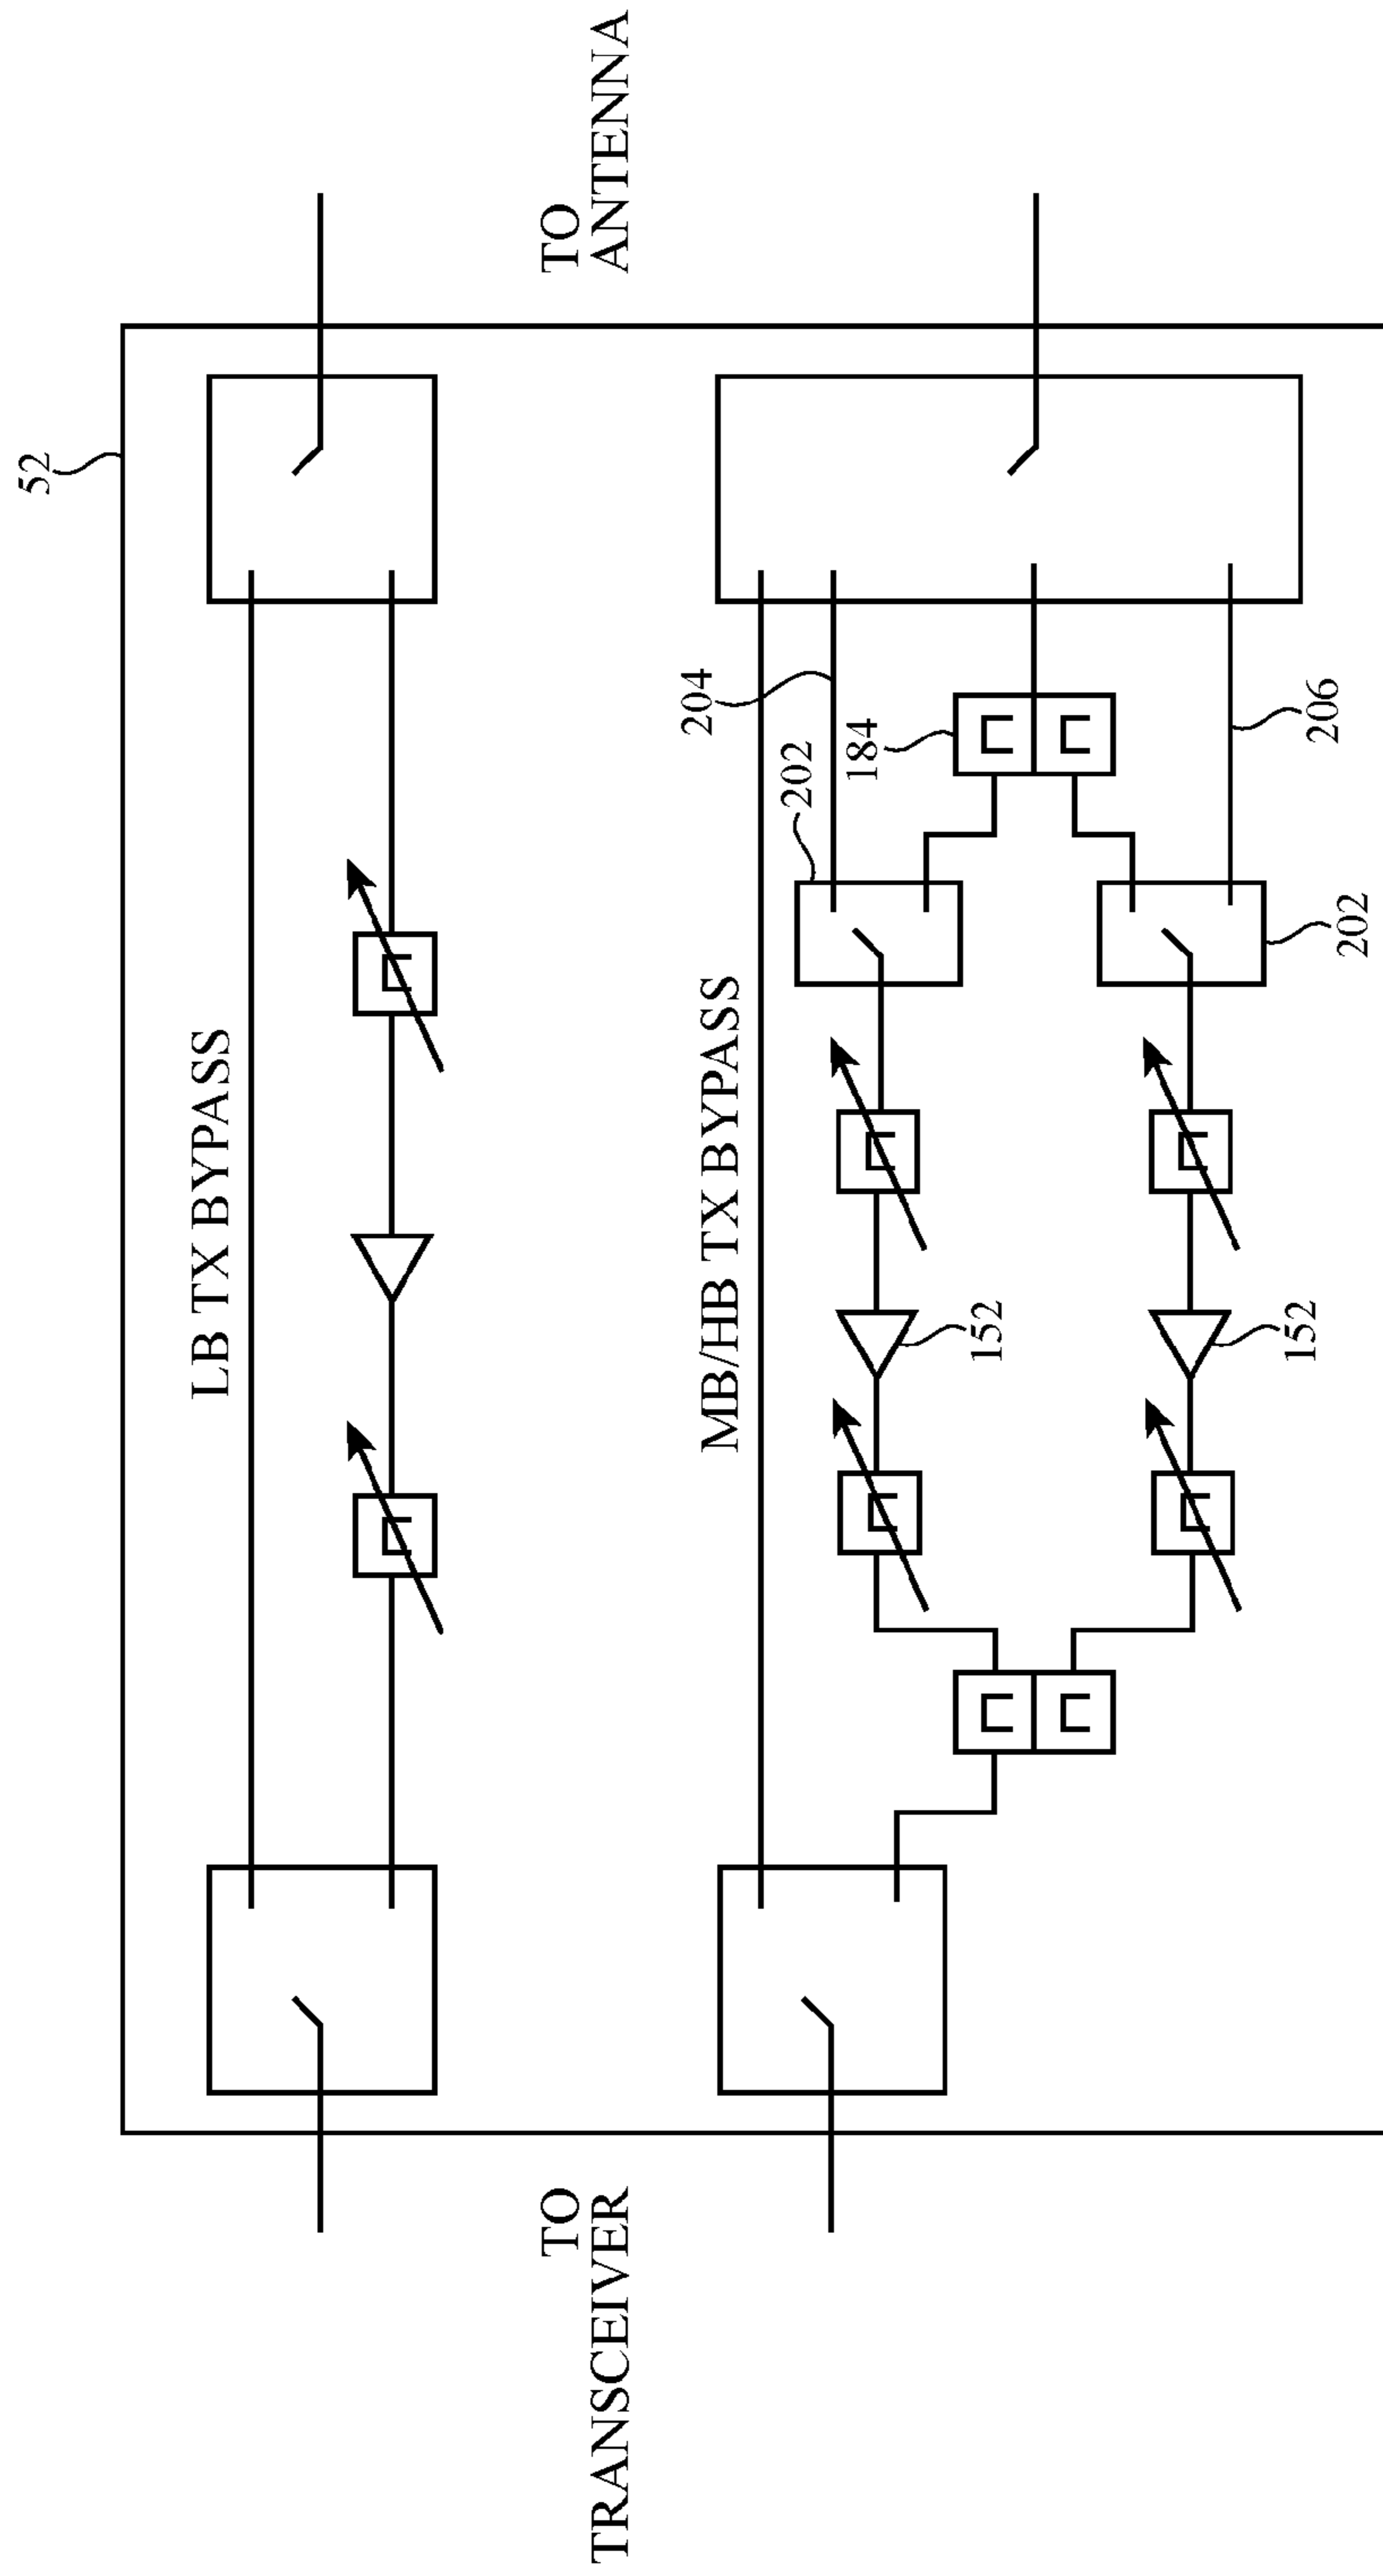 52
LB TX BYPASS
TO
TRANSCEIVER
TO
ANTENNA
MB/HB TX BYPASS
204
202
184
152
206
202
152